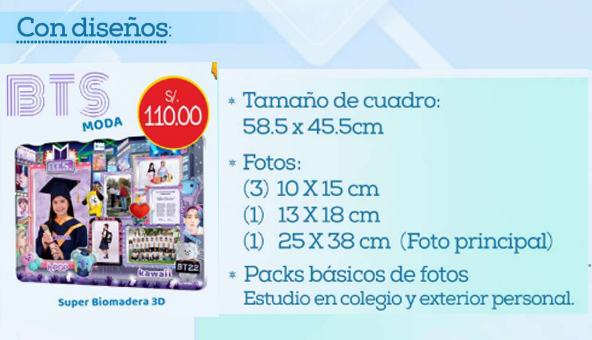 Con diseños:
BTS
MODA
S/.
110.00
B.T.S.
hope
kawaii
BT22
Super Biomadera 3D
* Tamaño de cuadro:
58.5 x 45.5cm
* Fotos:
(3) 10 X 15 cm
(1) 13 X 18 cm
(1) 25 X 38 cm (Foto principal)
* Packs básicos de fotos
Estudio en colegio y exterior personal.